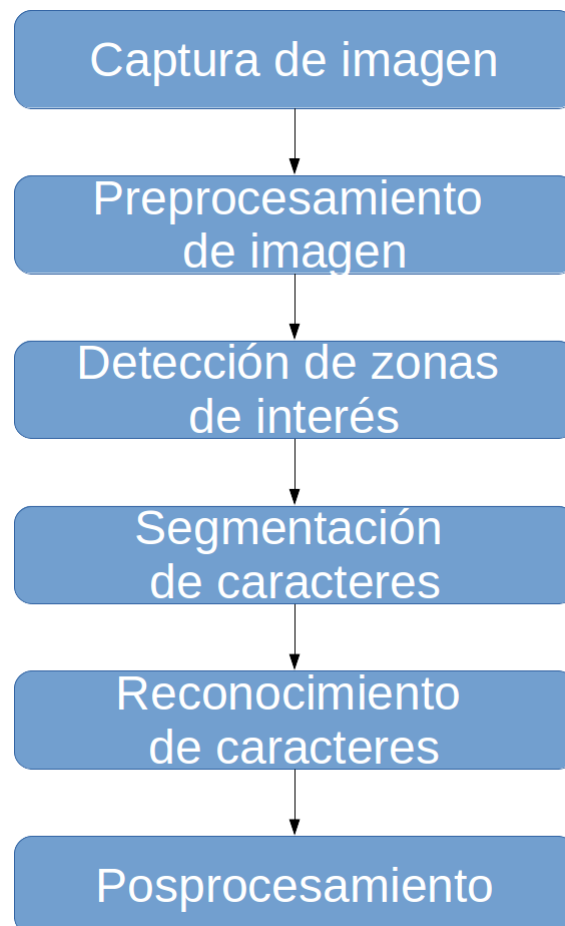 Captura de imagen
Preprocesamiento
de imagen
Detección de zonas
de interés
Segmentación
de caracteres
Reconocimiento
de caracteres
Posprocesamiento